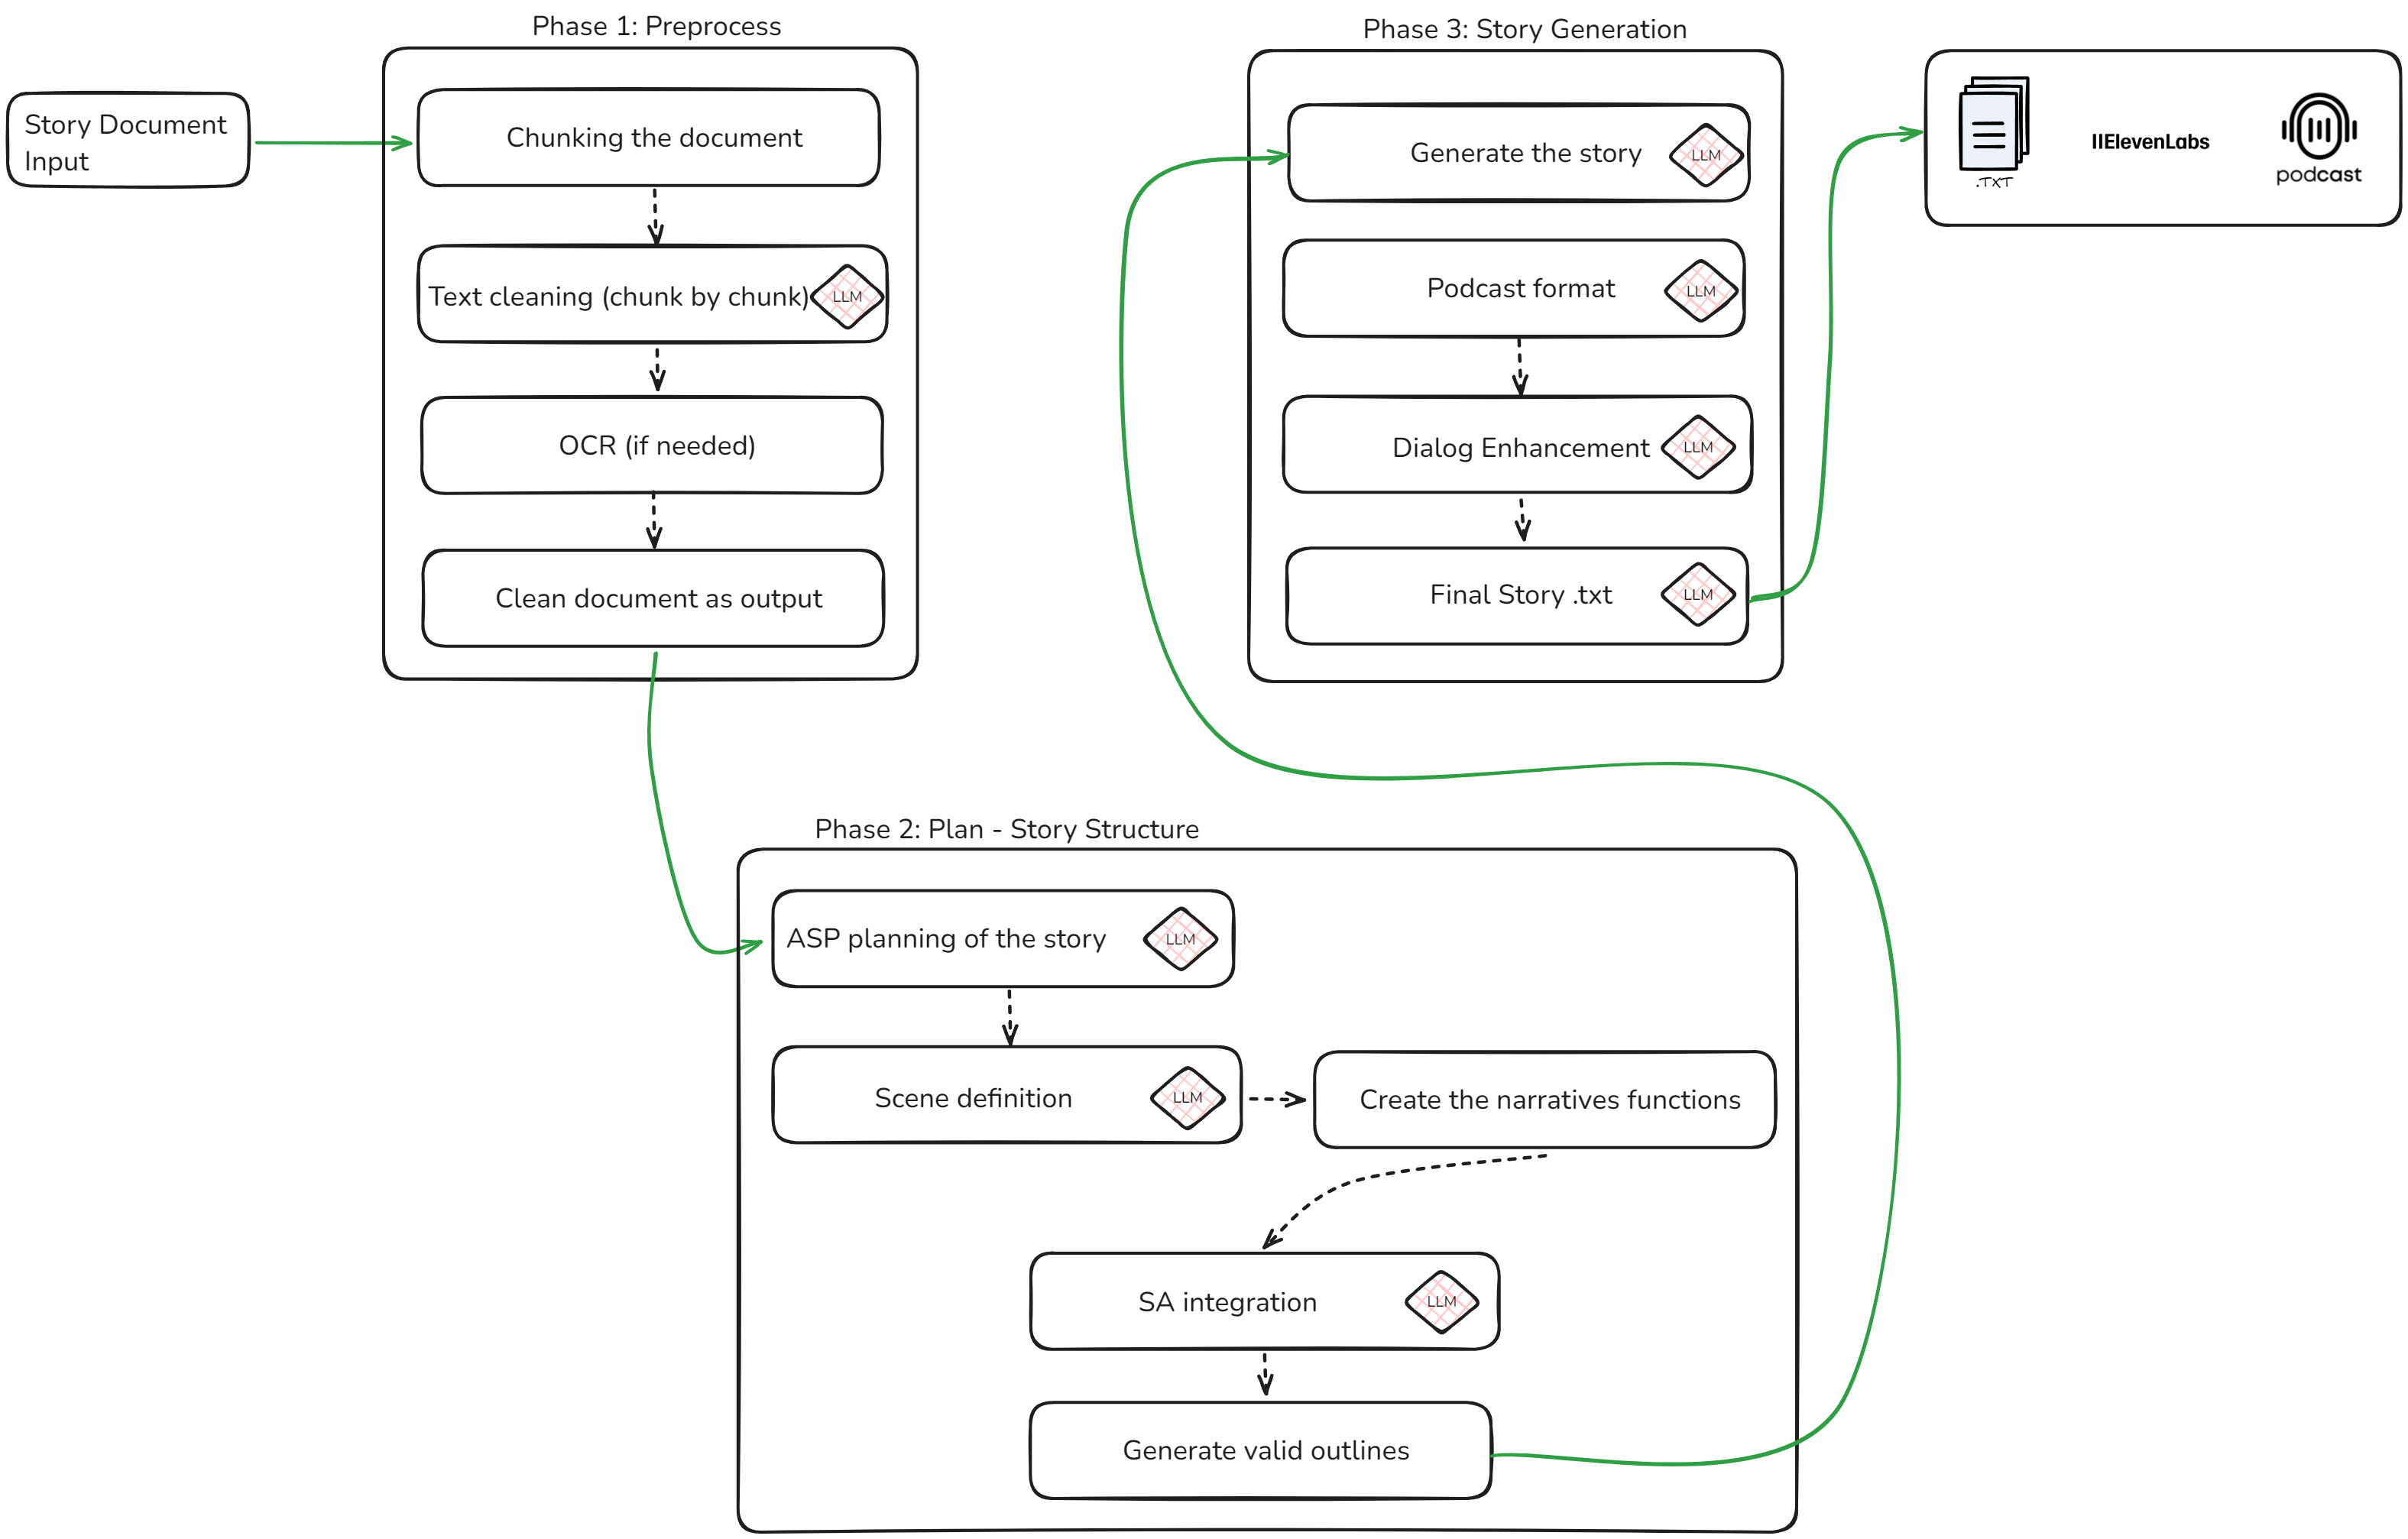 Phase 1: Preprocess
Story Document
Input
Chunking the document
Text cleaning (chunk by chunk)
LLM
OCR (if needed)
Clean document as output
Phase 2: Plan - Story Structure
ASP planning of the story
LLM
Scene definition
LLM
Create the narratives functions
SA integration
LLM
Generate valid outlines
Phase 3: Story Generation
Generate the story
LLM
Podcast format
LLM
Dialog Enhancement
LLM
Final Story .txt
LLM
.TXT
IIElevenLabs
podcast